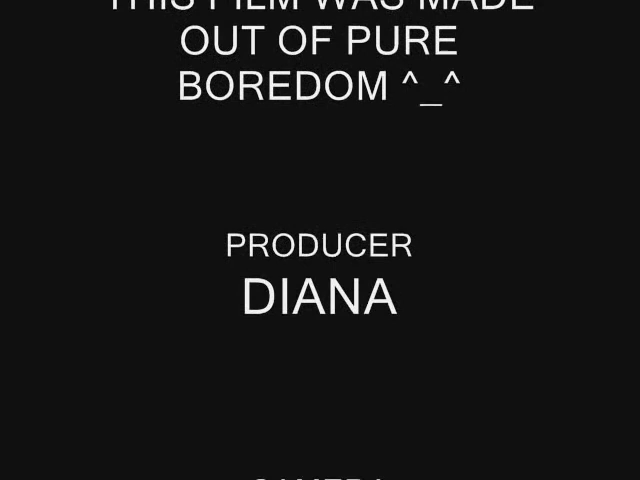 THIS FILM WAS MADE
OUT OF PURE
BOREDOM ^_^
PRODUCER
DIANA